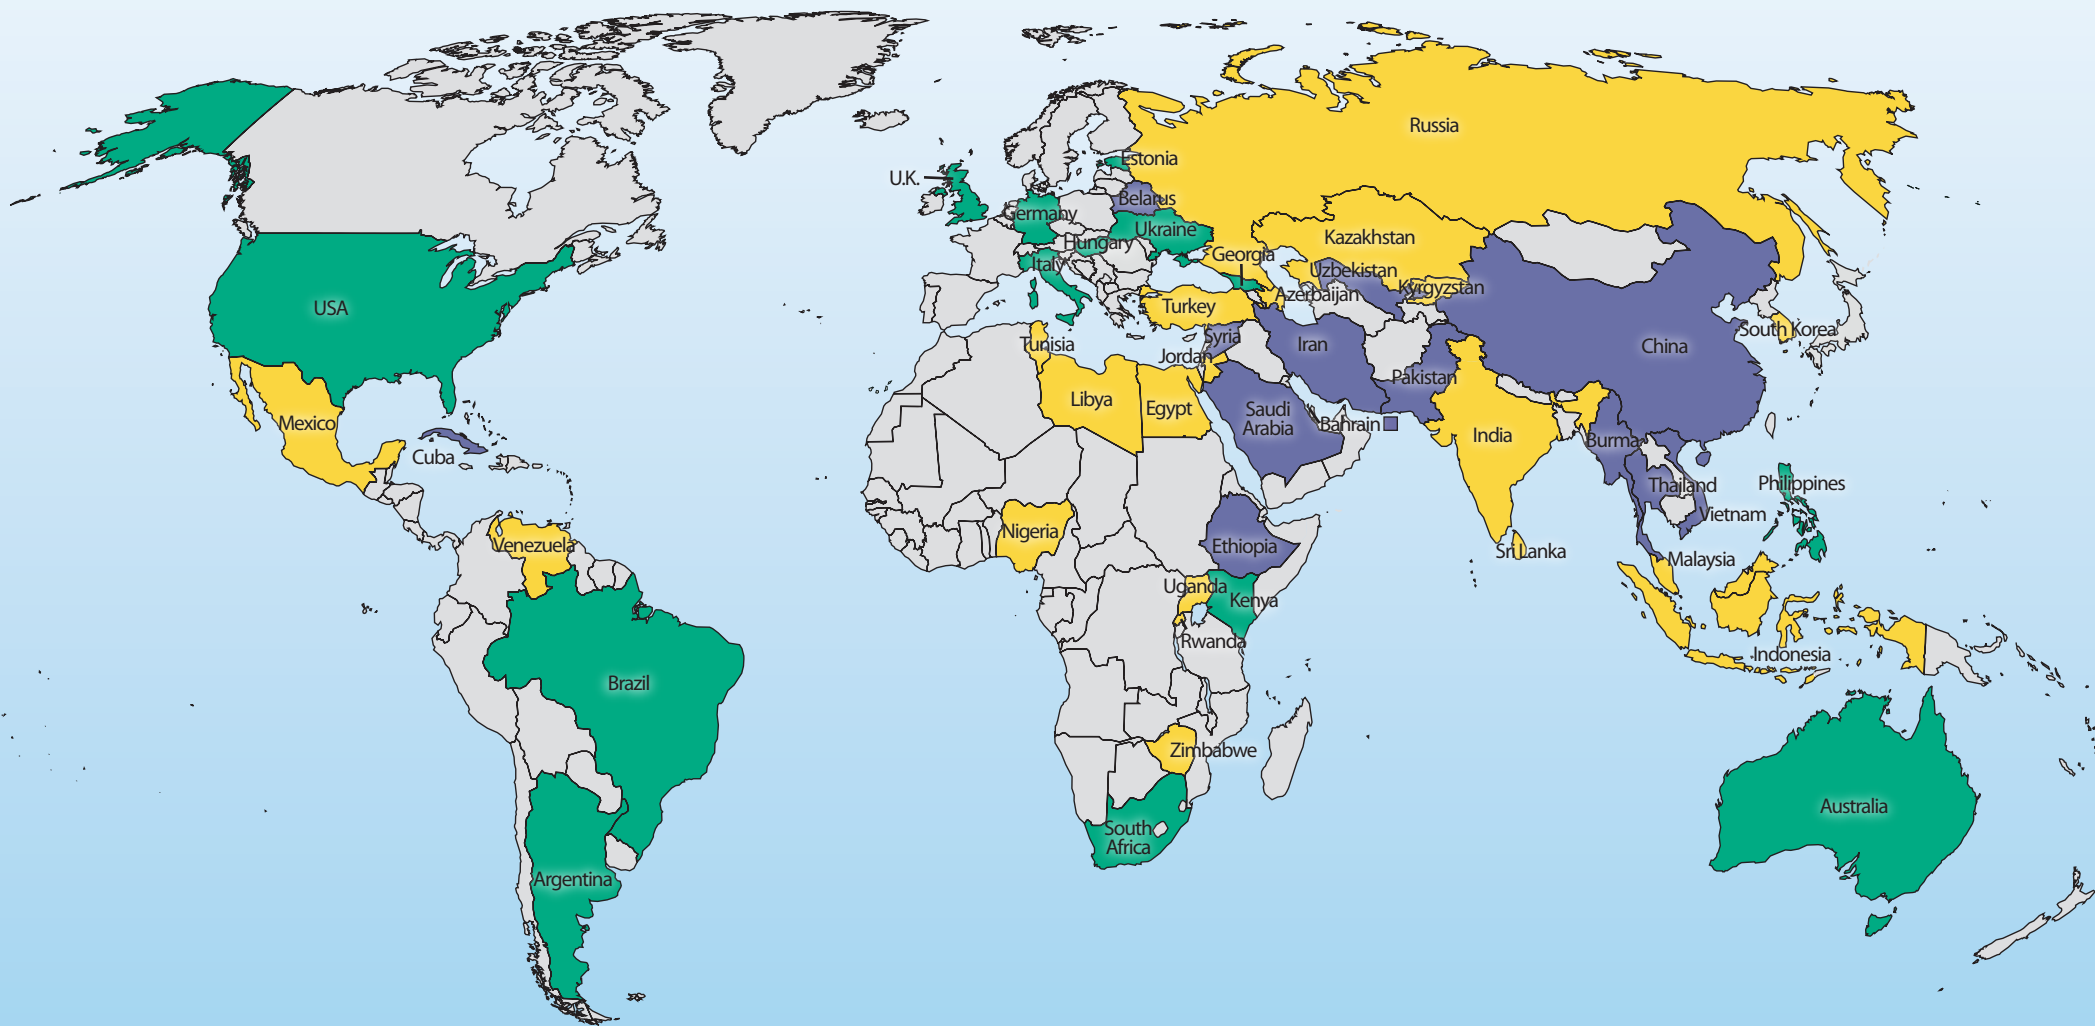 Russia
Estonia
U.K.
Belarus
Germany
Ukraine
Hungary
Kazakhstan
Georgia
Italy
Uzbekistan
Kyrgyzstan
Azerbaijan
USA
Turkey
South Korea
Syria
Tunisia
Iran
China
Jordan
Pakistan
Libya
Egypt
Saudi
Arabia
Bahrain
Mexico
India
Burma
Cuba
Thailand
Philippines
Vietnam
Nigeria
Venezuela
Ethiopia
Sri Lanka
Malaysia
Uganda
Kenya
Rwanda
Indonesia
Brazil
Zimbabwe
Australia
South
Africa
Argentina